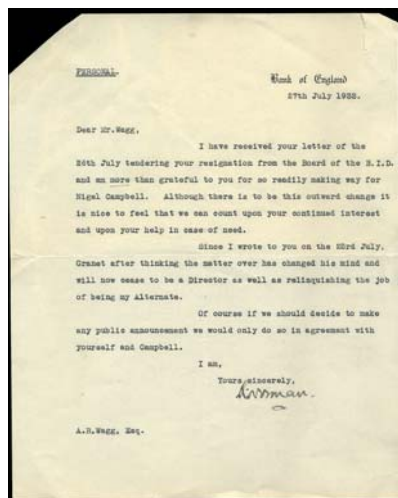 PERSONAL.
Bank of England
27th July 1932.
Dear Mr.Wagg,
I have received your letter of the
26th July tendering your resignation from the Board of the B.I.D.
and am more than grateful to you for so readily making way for
Nigel Campbell. Although there is to be this outward change it
is nice to feel that we can count upon your continued interest
and upon your help in case of need.
Since I wrote to you on the 22rd July,
Granet after thinking the matter over has changed his mind and
will now cease to be a Director as well as relinquishing the job
of being my Alternate.
Of course if we should decide to make
any public announcement we would only do so in agreement with
yourself and Campbell.
I am,
Yours sincerely,
A.R.Wagg, Esq.